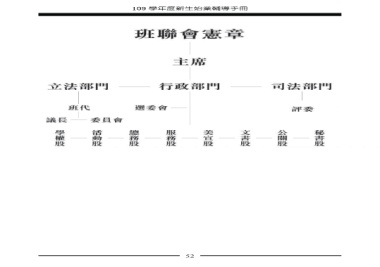 109 學年度新生始業輔導手冊
班聯會憲章
主席
立法部門 行政部門 司法部門
班代 選委會 評委
議長 委員會
學權股 活動股 總務股 服務股 美宣股 文書股 公關股 秘書股
52